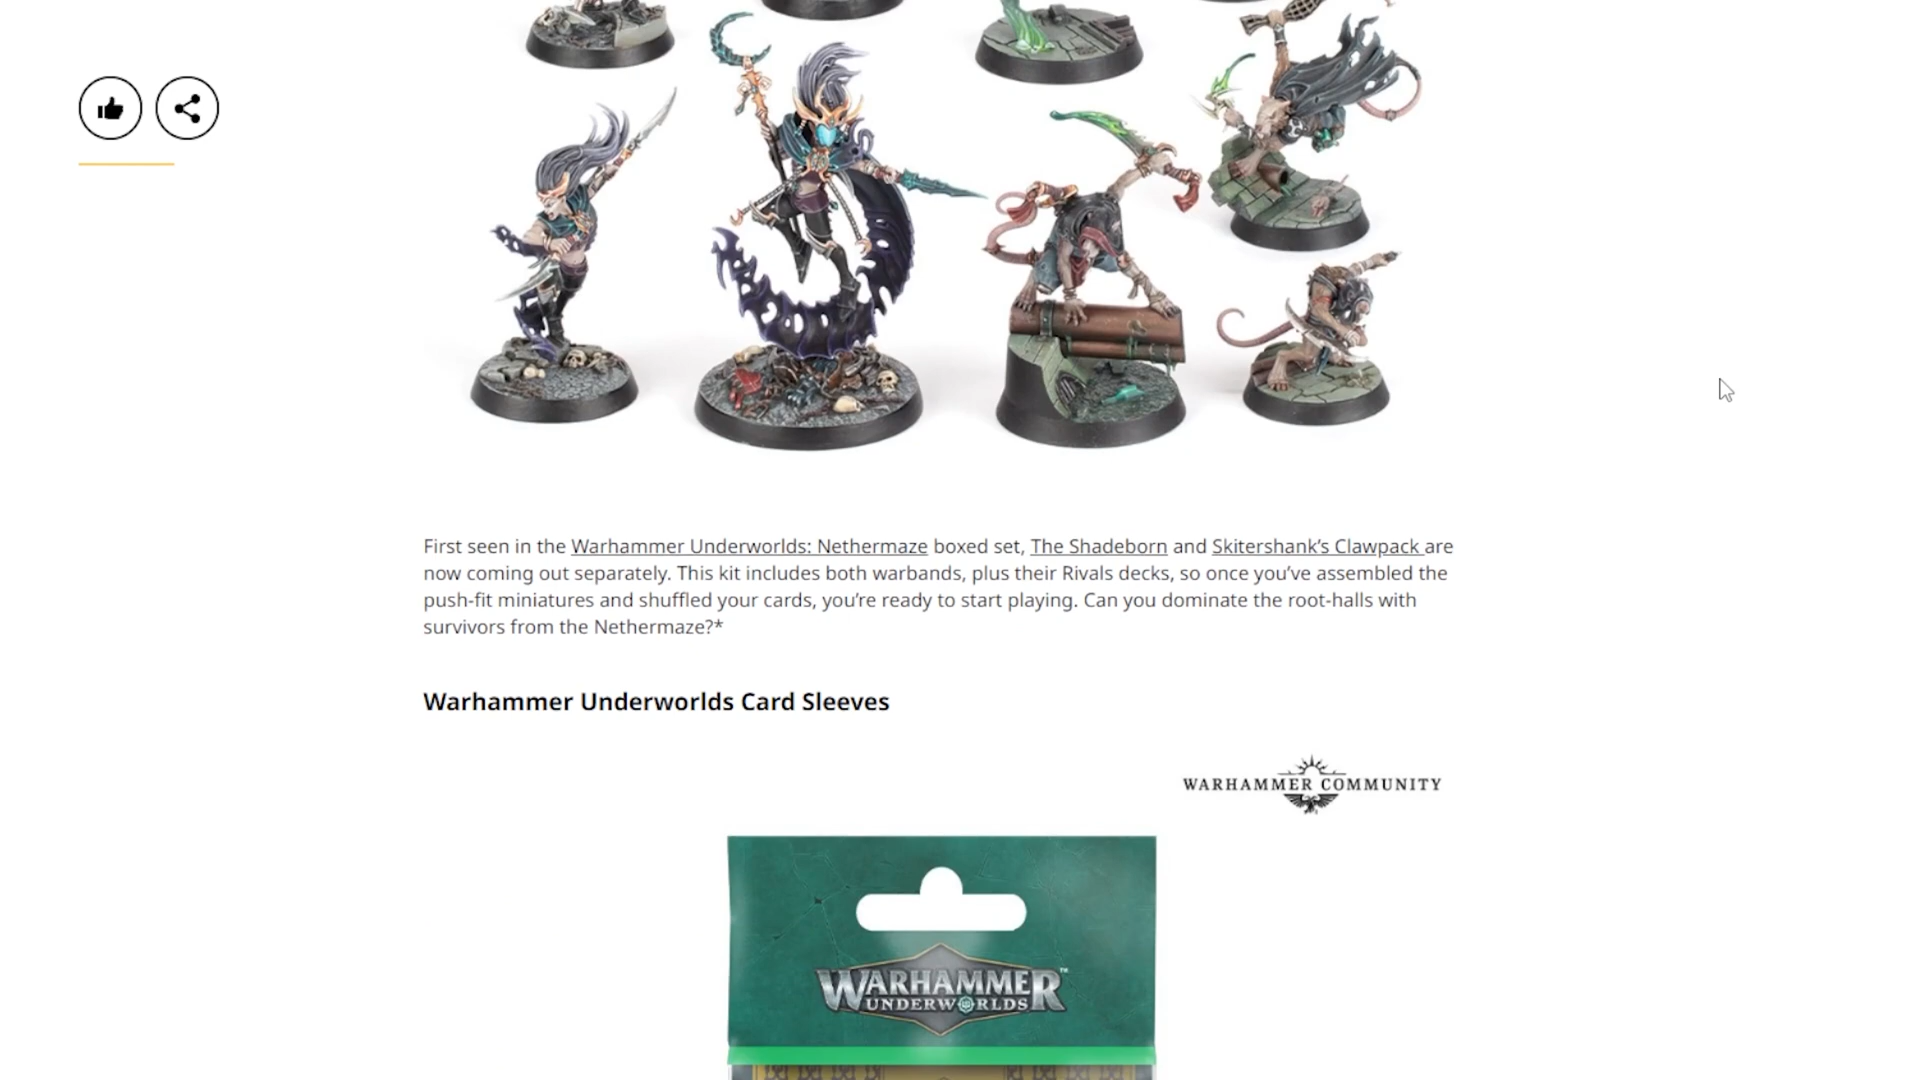 First seen in the Warhammer Underworlds: Nethermaze boxed set, The Shadeborn and Skitershank’s Clawpack are
now coming out separately. This kit includes both warbands, plus their Rivals decks, so once you’ve assembled the
push-fit miniatures and shuffled your cards, you’re ready to start playing. Can you dominate the root-halls with
survivors from the Nethermaze?*
Warhammer Underworlds Card Sleeves
WARHAMMER COMMUNITY
WARHAMMER™
UNDERWORLDS